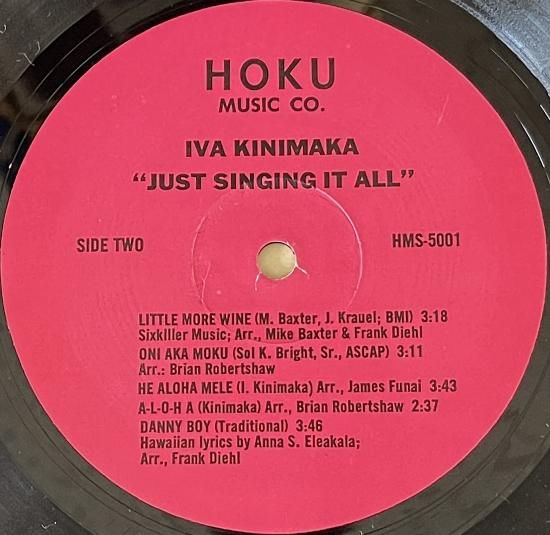 HOKU
MUSIC CO.
IVA KINIMAKA
“JUST SINGING IT ALL”
SIDE TWO
HMS-5001
LITTLE MORE WINE (M. Baxter, J. Krauel; BMI) 3:18
Sixkller Music; Arr., Mike Baxter & Frank Diehl
ONI AKA MOKU (Sol K. Bright, Sr., ASCAP) 3:11
Arr.: Brian Robertshaw
HE ALOHA MELE (I. Kinimaka) Arr., James Funai 3:43
A-L-O-H A (Kinimaka) Arr., Brian Robertshaw 2:37
DANNY BOY (Traditional) 3:46
Hawaiian lyrics by Anna S. Eleakala;
Arr., Frank Diehl